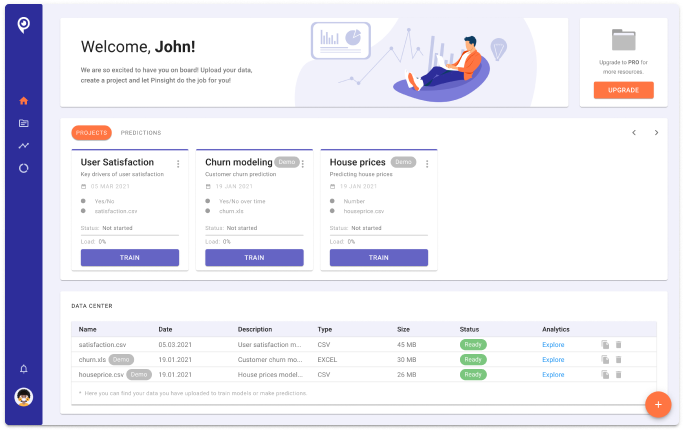 Welcome, John!
We are so excited to have you on board! Upload your data,
create a project and let Pinsight do the job for you!
Upgrade to PRO for
more resources.
UPGRADE
PROJECTS PREDICTIONS
User Satisfaction
Key drivers of user satisfaction
05 MAR 2021
Yes/No
satisfaction.csv
Status: Not started
Load: 0%
TRAIN
Churn modeling Demo
Customer churn prediction
19 JAN 2021
Yes/No over time
churn.xls
Status: Not started
Load: 0%
TRAIN
House prices Demo
Predicting house prices
19 JAN 2021
Number
houseprice.csv
Status: Not started
Load: 0%
TRAIN
DATA CENTER
Name Date Description Type Size Status Analytics
satisfaction.csv 05.03.2021 User satisfaction m... CSV 45 MB Ready Explore
churn.xls Demo 19.01.2021 Customer churn mo... EXCEL 30 MB Ready Explore
houseprice.csv Demo 19.01.2021 House prices model... CSV 26 MB Ready Explore
* Here you can find your data you have uploaded to train models or make predictions.
+